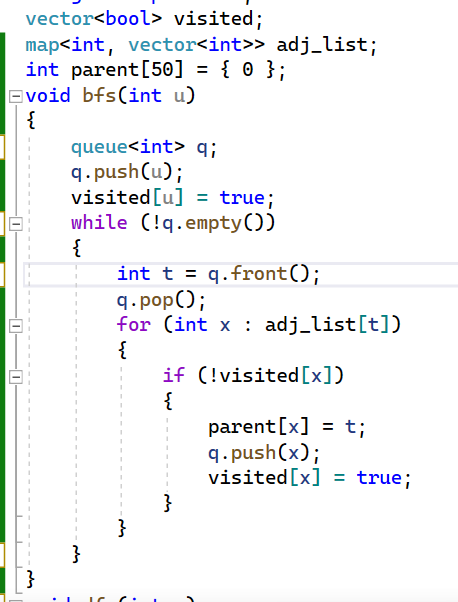 vector<bool> visited;
map<int, vector<int>> adj_list;
int parent[50] = { 0 };
void bfs(int u)
{
    queue<int> q;
    q.push(u);
    visited[u] = true;
    while (!q.empty())
    {
        int t = q.front();
        q.pop();
        for (int x : adj_list[t])
        {
            if (!visited[x])
            {
                parent[x] = t;
                q.push(x);
                visited[x] = true;
            }
        }
    }
}